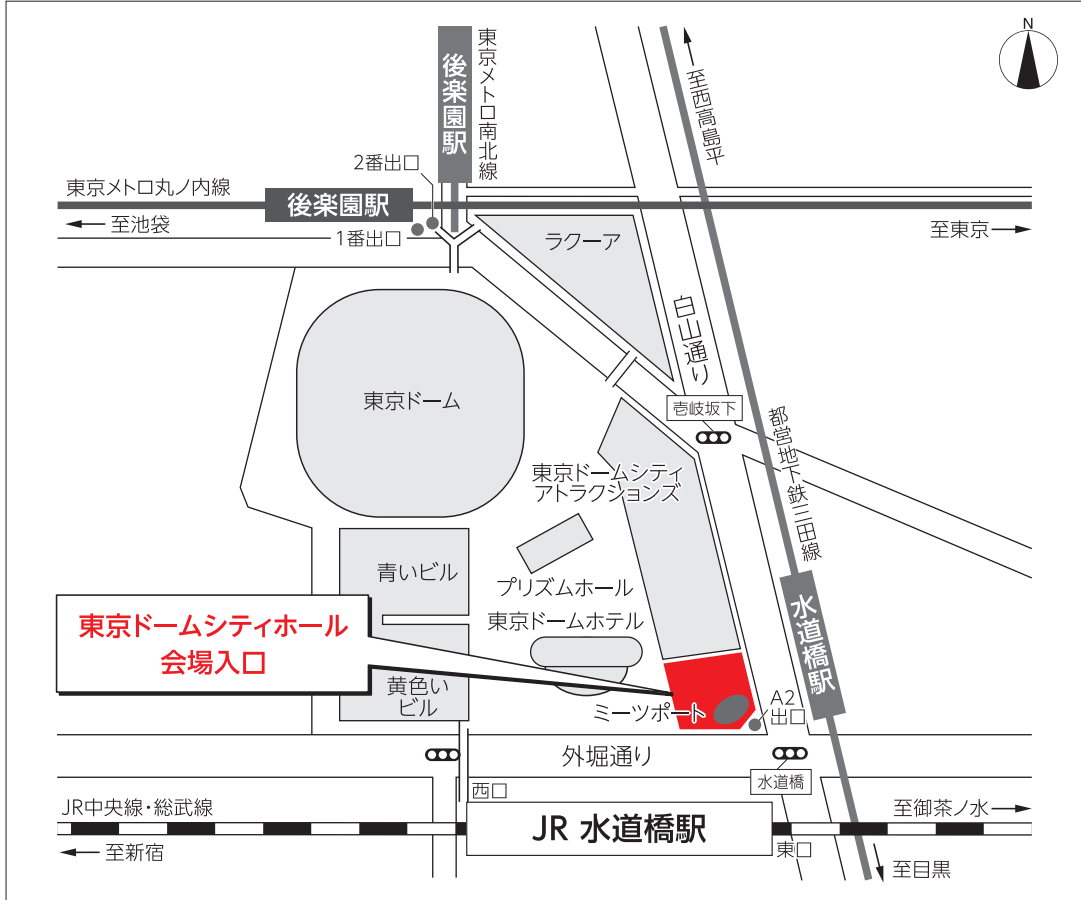 N
後楽園駅
東京メトロ南北線
至西高島平
2番出口
東京メトロ丸ノ内線
後楽園駅
←至池袋
1番出口
ラクーア
至東京→
白山通り
東京ドーム
壱岐坂下
都営地下鉄三田線
東京ドームシティ
アトラクションズ
青いビル
プリズムホール
東京ドームホテル
水道橋駅
東京ドームシティホール
会場入口
黄色い
ビル
ミーツポート
A2
出口
外堀通り
水道橋
西口
JR中央線・総武線
JR 水道橋駅
至御茶ノ水→
←至新宿
東口
至目黒